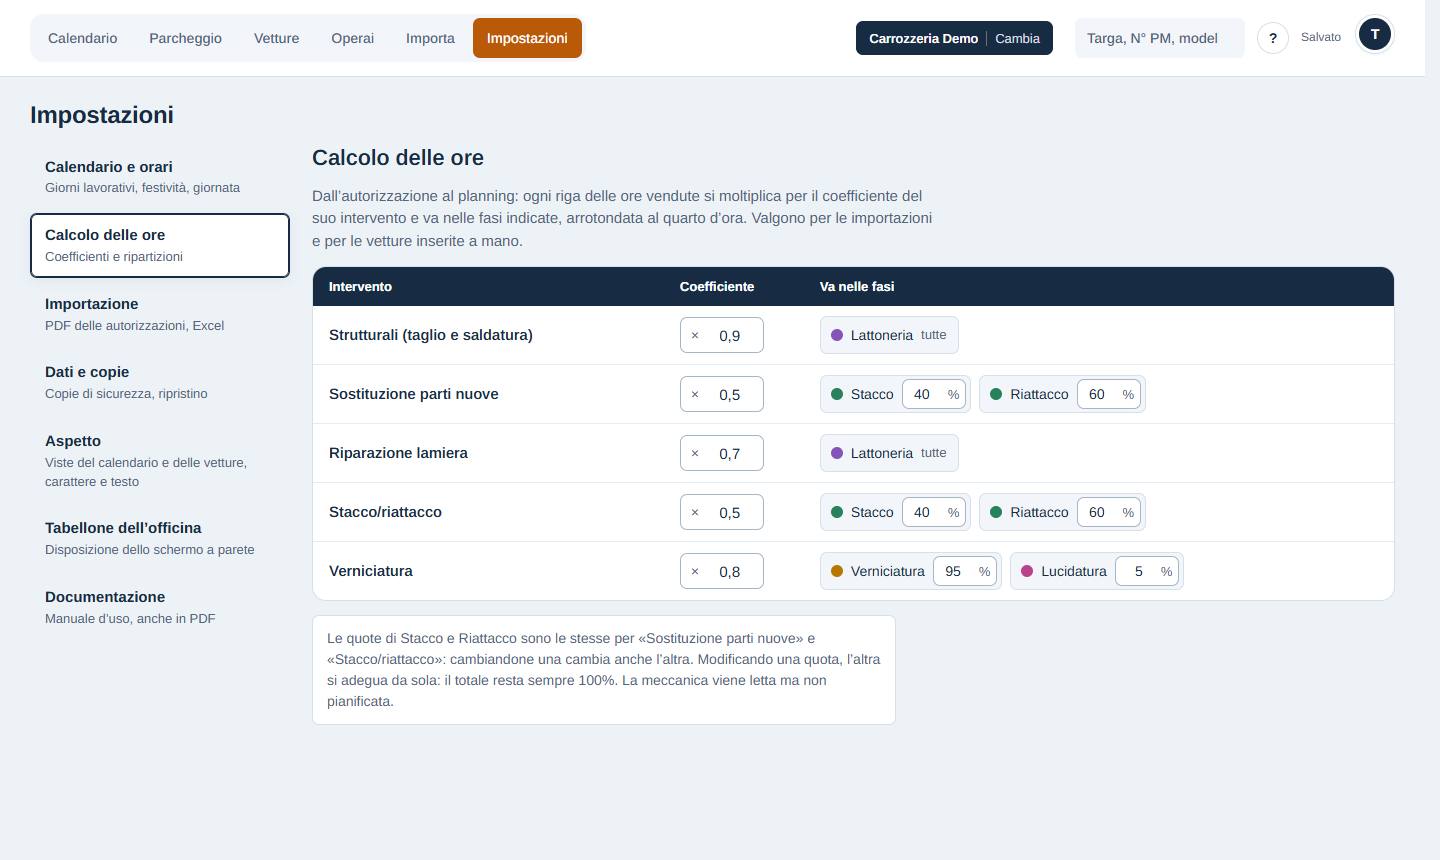 Calendario Parcheggio Vetture Operai Importa Impostazioni Carrozzeria Demo Cambia Targa, N° PM, model ? Salvato T
Impostazioni
Calendario e orari
Giorni lavorativi, festività, giornata
Calcolo delle ore
Coefficienti e ripartizioni
Importazione
PDF delle autorizzazioni, Excel
Dati e copie
Copie di sicurezza, ripristino
Aspetto
Viste del calendario e delle vetture,
carattere e testo
Tabellone dell’officina
Disposizione dello schermo a parete
Documentazione
Manuale d’uso, anche in PDF
Calcolo delle ore
Dall’autorizzazione al planning: ogni riga delle ore vendute si moltiplica per il coefficiente del
suo intervento e va nelle fasi indicate, arrotondata al quarto d’ora. Valgono per le importazioni
e per le vetture inserite a mano.
Intervento Coefficiente Va nelle fasi
Strutturali (taglio e saldatura) × 0,9 Lattoneria tutte
Sostituzione parti nuove × 0,5 Stacco 40 % Riattacco 60 %
Riparazione lamiera × 0,7 Lattoneria tutte
Stacco/riattacco × 0,5 Stacco 40 % Riattacco 60 %
Verniciatura × 0,8 Verniciatura 95 % Lucidatura 5 %
Le quote di Stacco e Riattacco sono le stesse per «Sostituzione parti nuove» e
«Stacco/riattacco»: cambiandone una cambia anche l’altra. Modificando una quota, l’altra
si adegua da sola: il totale resta sempre 100%. La meccanica viene letta ma non
pianificata.